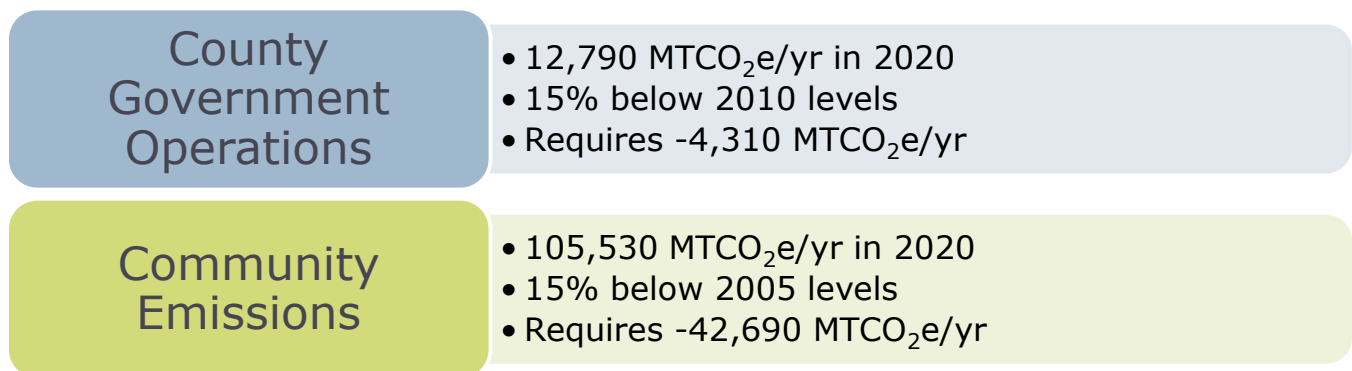 County
Government
Operations
• 12,790 MTCO₂e/yr in 2020
• 15% below 2010 levels
• Requires -4,310 MTCO₂e/yr
Community
Emissions
• 105,530 MTCO₂e/yr in 2020
• 15% below 2005 levels
• Requires -42,690 MTCO₂e/yr